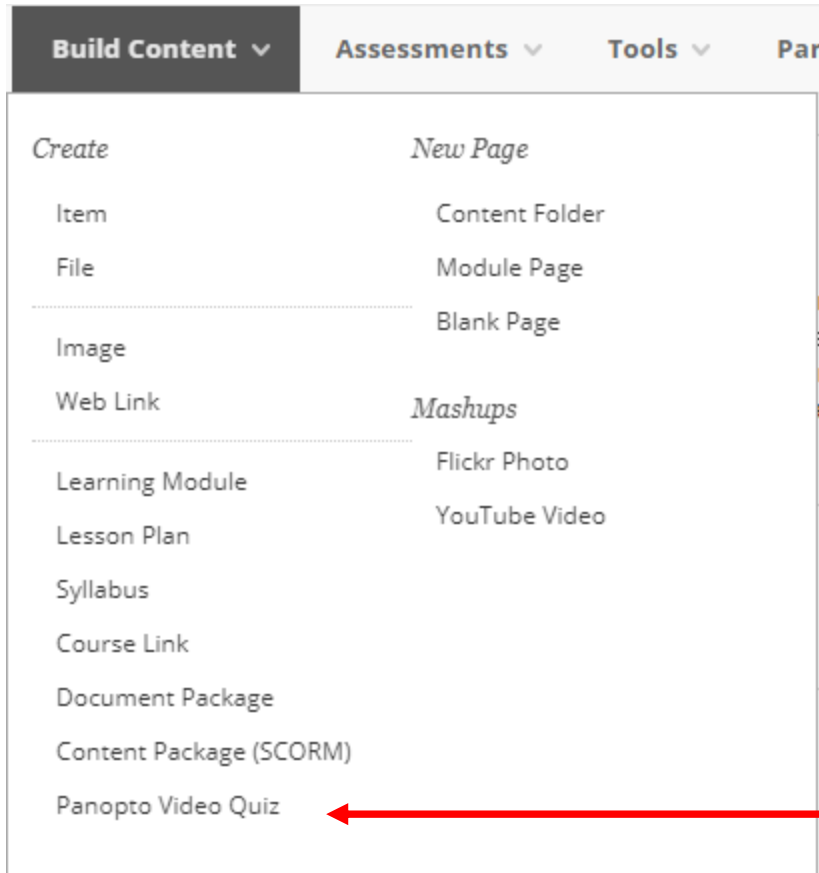 Build Content
Assessments
Tools
Par
Create
Item
File
Image
Web Link
Learning Module
Lesson Plan
Syllabus
Course Link
Document Package
Content Package (SCORM)
Panopto Video Quiz
New Page
Content Folder
Module Page
Blank Page
Mashups
Flickr Photo
YouTube Video